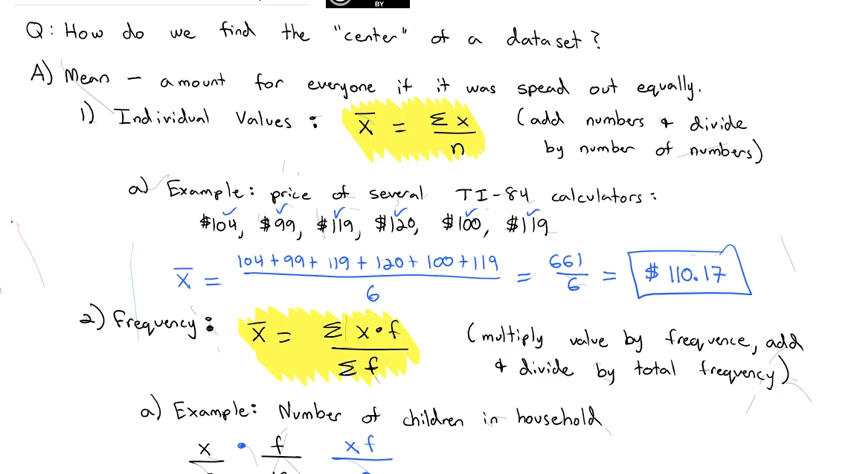 BY
Q: How do we find the "center" of a dataset?
A) Mean – amount for everyone if it was spead out equally.
1) Individual Values: x̄ = Σx / n (add numbers & divide by number of numbers)
a) Example: price of several TI-84 calculators:
$104, $99, $119, $120, $100, $119
x̄ = (104 + 99 + 119 + 120 + 100 + 119) / 6 = 661 / 6 = $110.17
2) Frequency: x̄ = Σ x·f / Σf (multiply value by frequence, add & divide by total frequency)
a) Example: Number of children in household
x · f xf